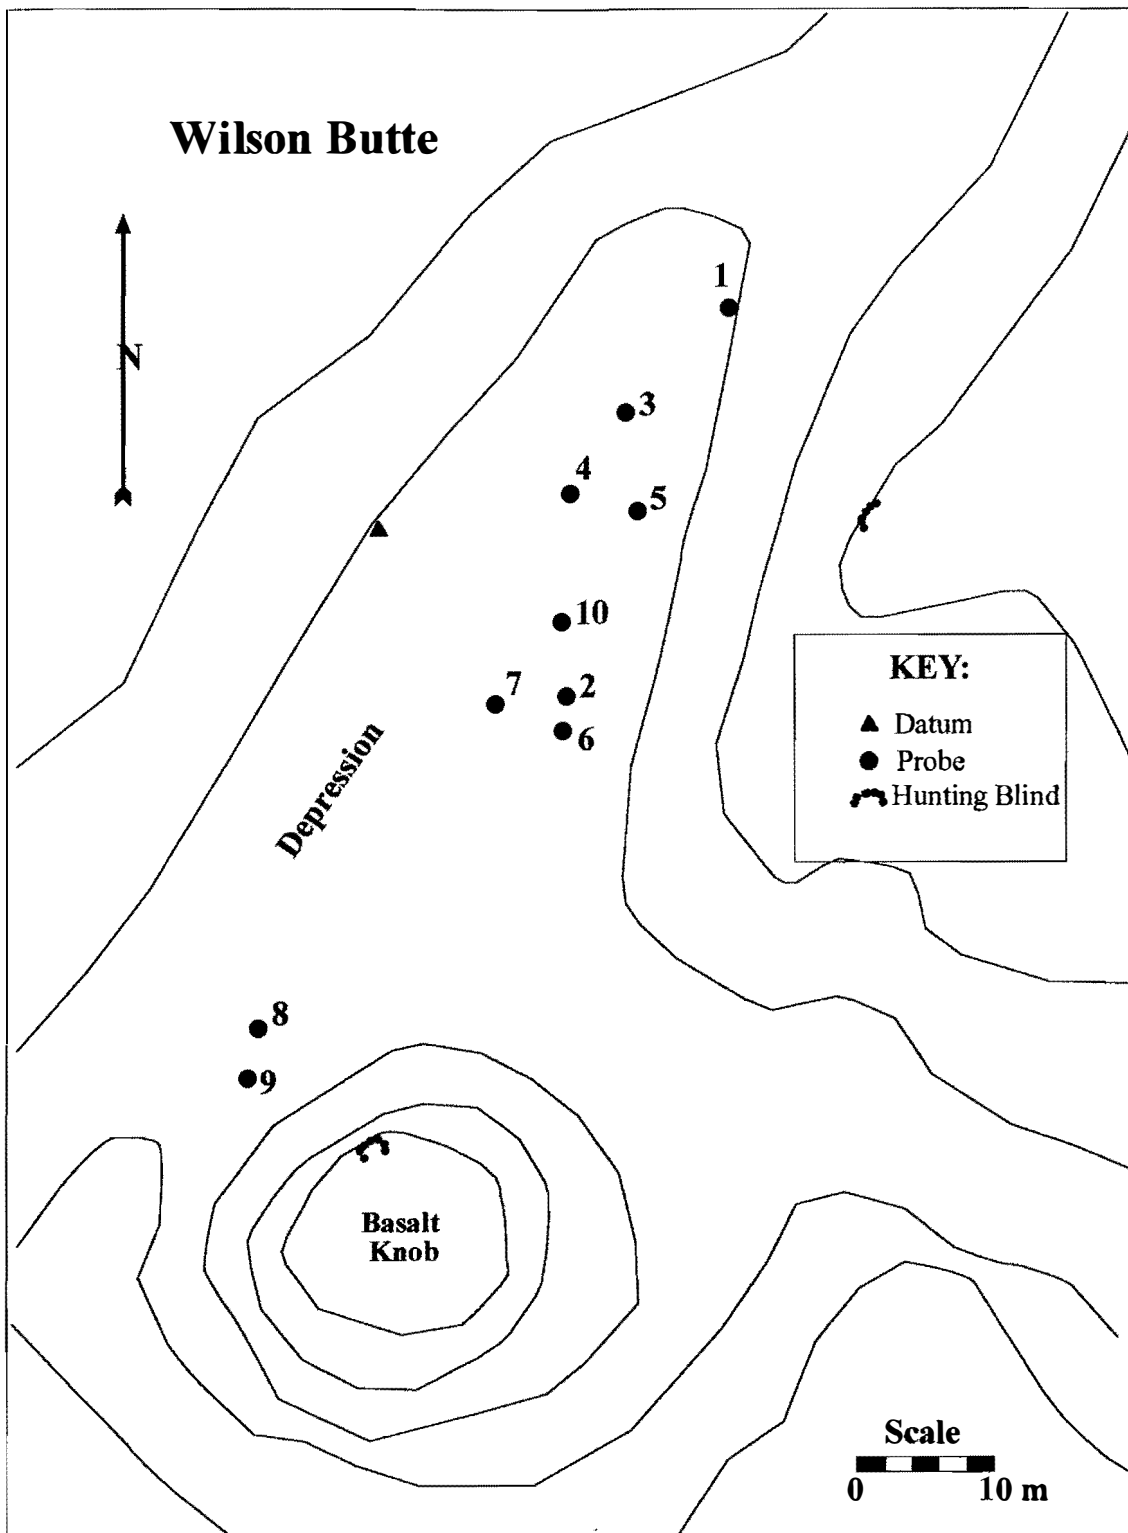 Wilson Butte
N
1
3
4
5
10
7
2
6
Depression
KEY:
Datum
Probe
Hunting Blind
8
9
Basalt
Knob
Scale
0 10 m